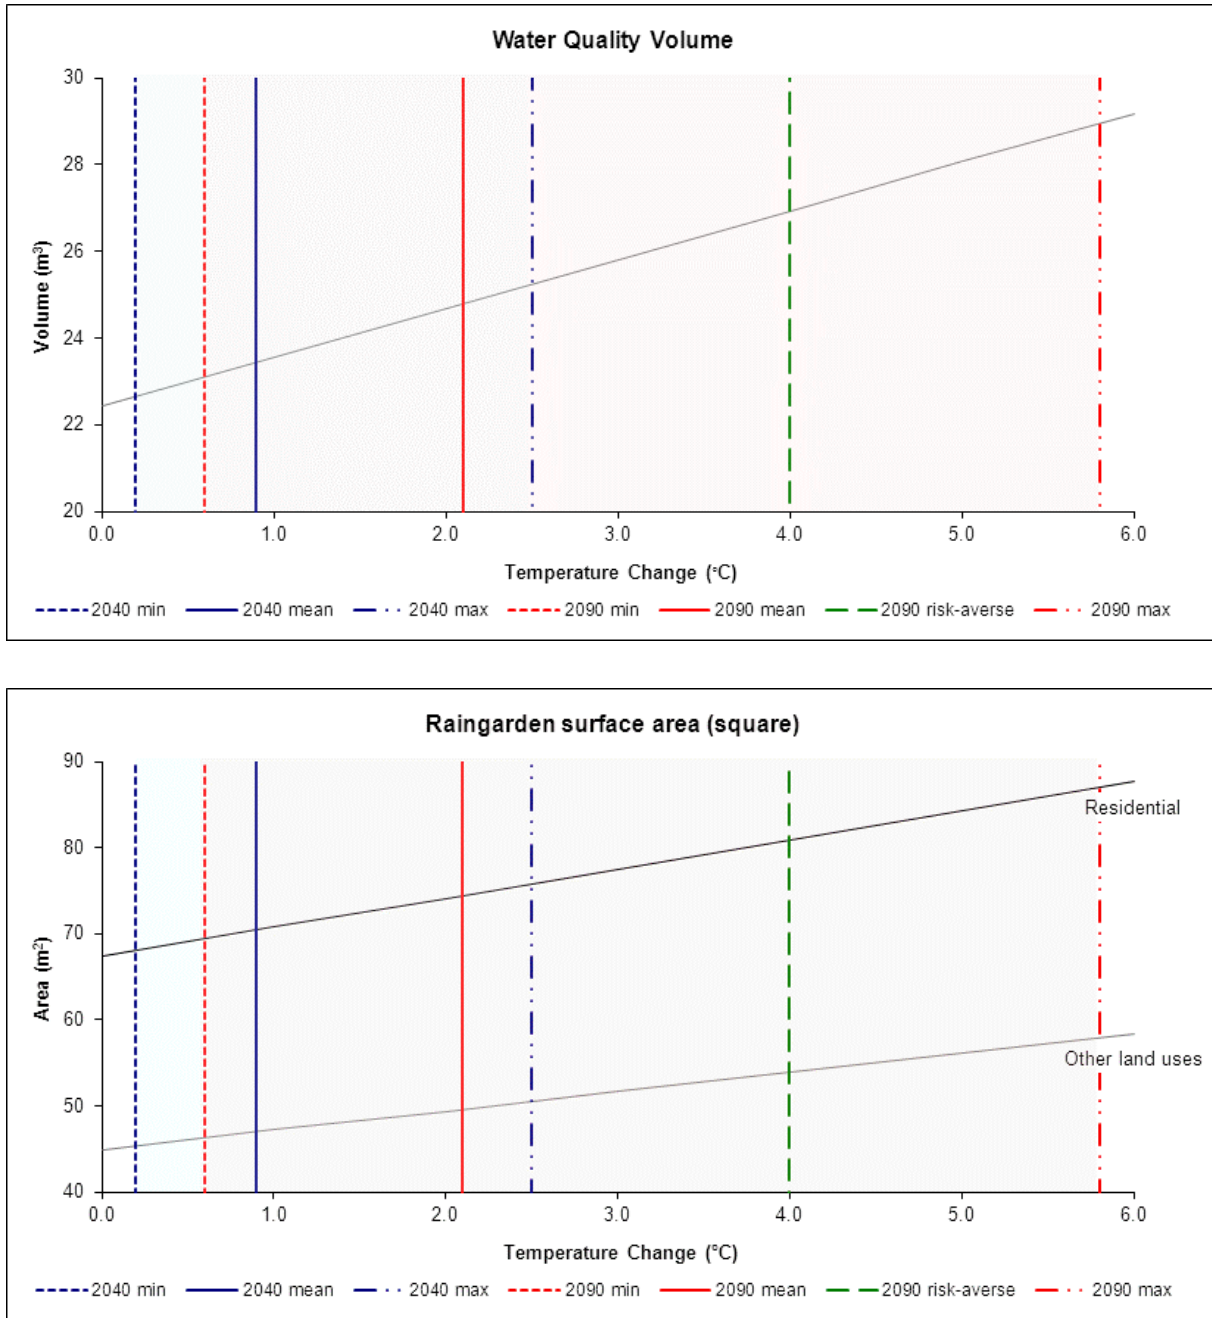 Water Quality Volume
30
28
26
24
22
20
Volume (m³)
0.0 1.0 2.0 3.0 4.0 5.0 6.0
Temperature Change (°C)
2040 min 2040 mean 2040 max 2090 min 2090 mean 2090 risk-averse 2090 max
Raingarden surface area (square)
90
80
70
60
50
40
Area (m²)
Residential
Other land uses
0.0 1.0 2.0 3.0 4.0 5.0 6.0
Temperature Change (°C)
2040 min 2040 mean 2040 max 2090 min 2090 mean 2090 risk-averse 2090 max